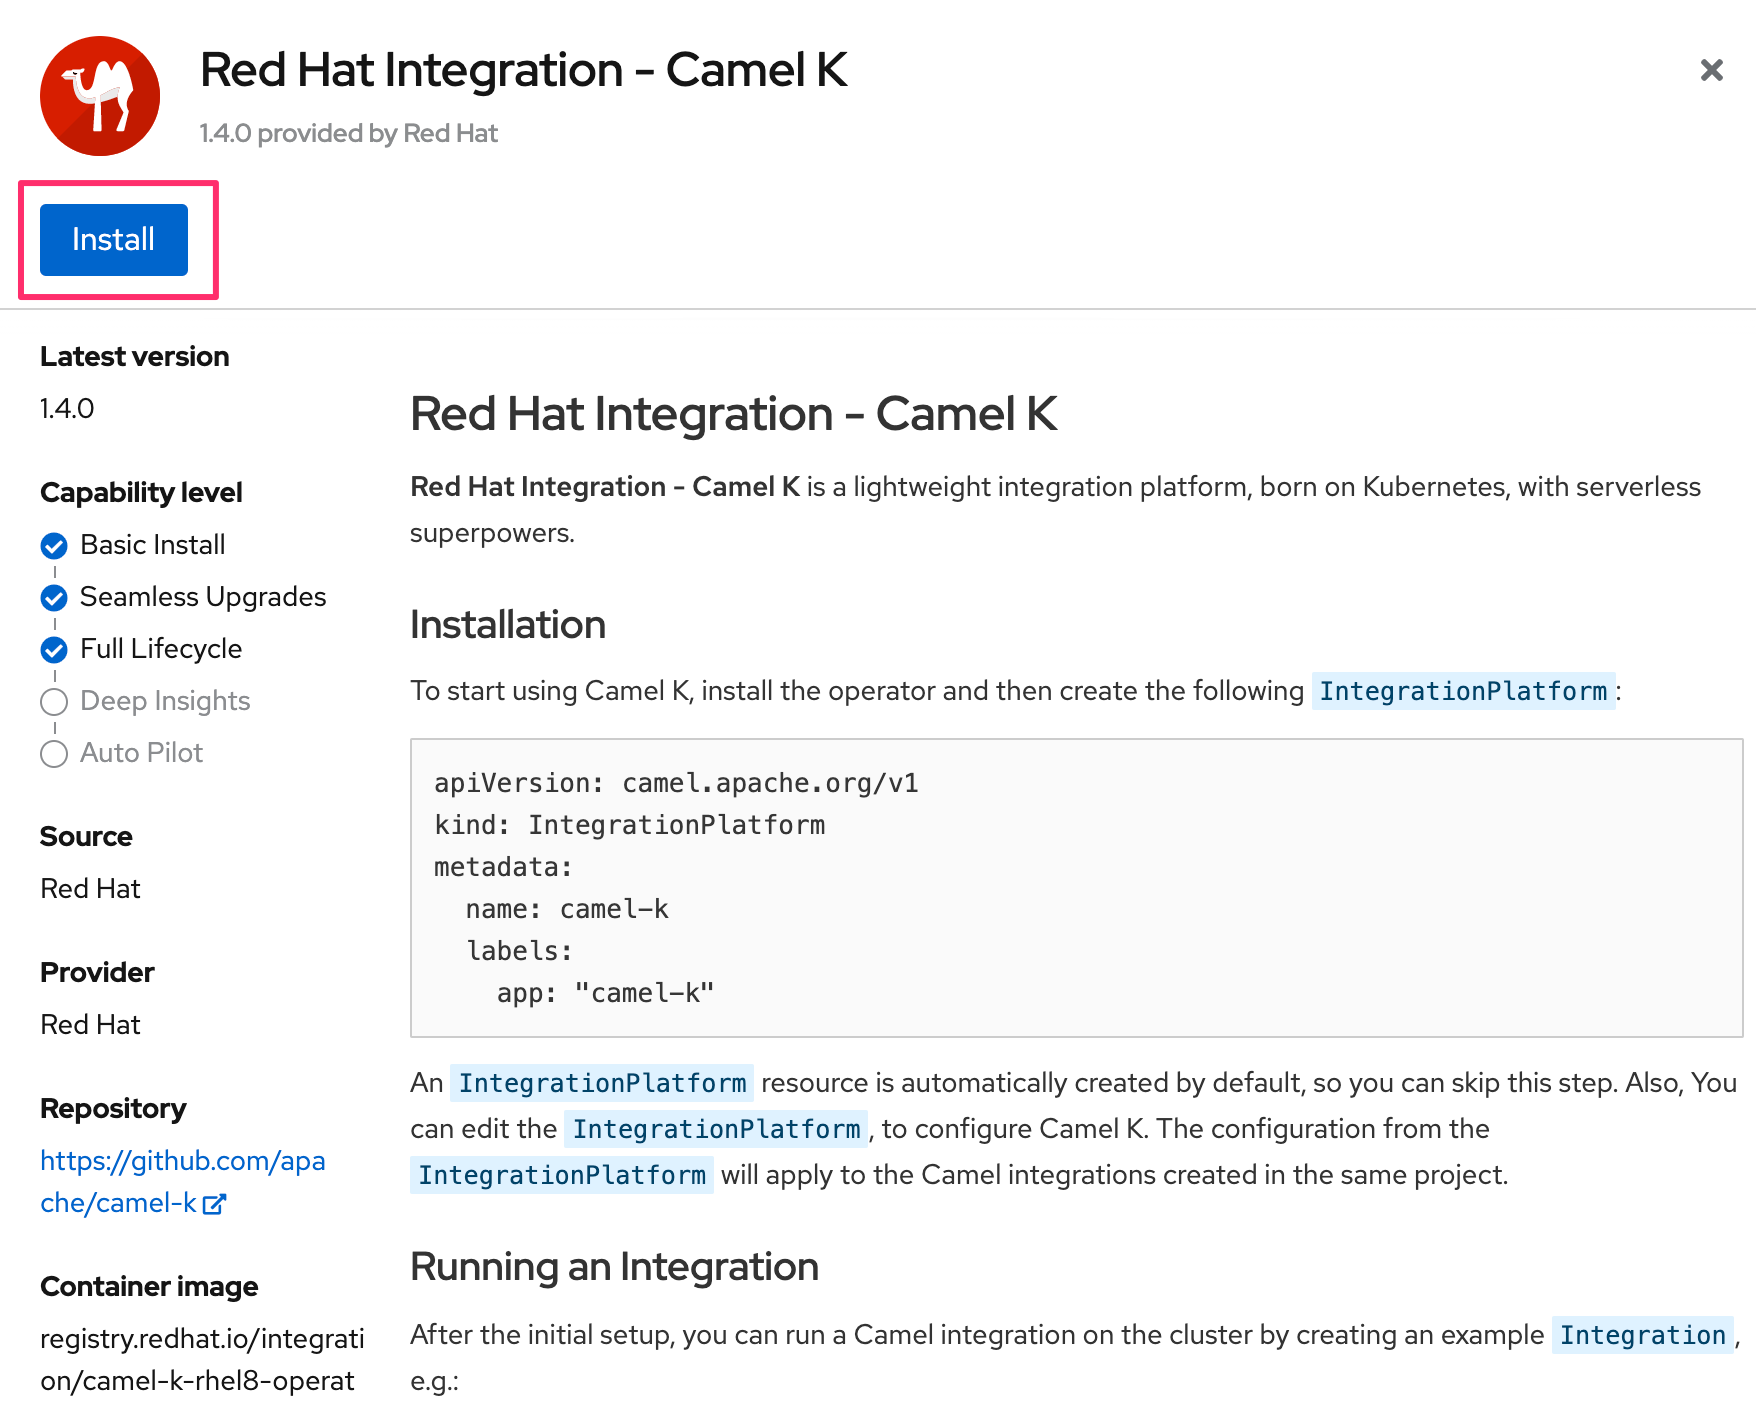 Red Hat Integration - Camel K
1.4.0 provided by Red Hat
Install
Latest version
1.4.0
Capability level
Basic Install
Seamless Upgrades
Full Lifecycle
Deep Insights
Auto Pilot
Source
Red Hat
Provider
Red Hat
Repository
https://github.com/apa
che/camel-k
Container image
registry.redhat.io/integrati
on/camel-k-rhel8-operat
Red Hat Integration - Camel K
Red Hat Integration - Camel K is a lightweight integration platform, born on Kubernetes, with serverless
superpowers.
Installation
To start using Camel K, install the operator and then create the following IntegrationPlatform:
apiVersion: camel.apache.org/v1
kind: IntegrationPlatform
metadata:
  name: camel-k
  labels:
    app: "camel-k"
An IntegrationPlatform resource is automatically created by default, so you can skip this step. Also, You
can edit the IntegrationPlatform, to configure Camel K. The configuration from the
IntegrationPlatform will apply to the Camel integrations created in the same project.
Running an Integration
After the initial setup, you can run a Camel integration on the cluster by creating an example Integration,
e.g.: